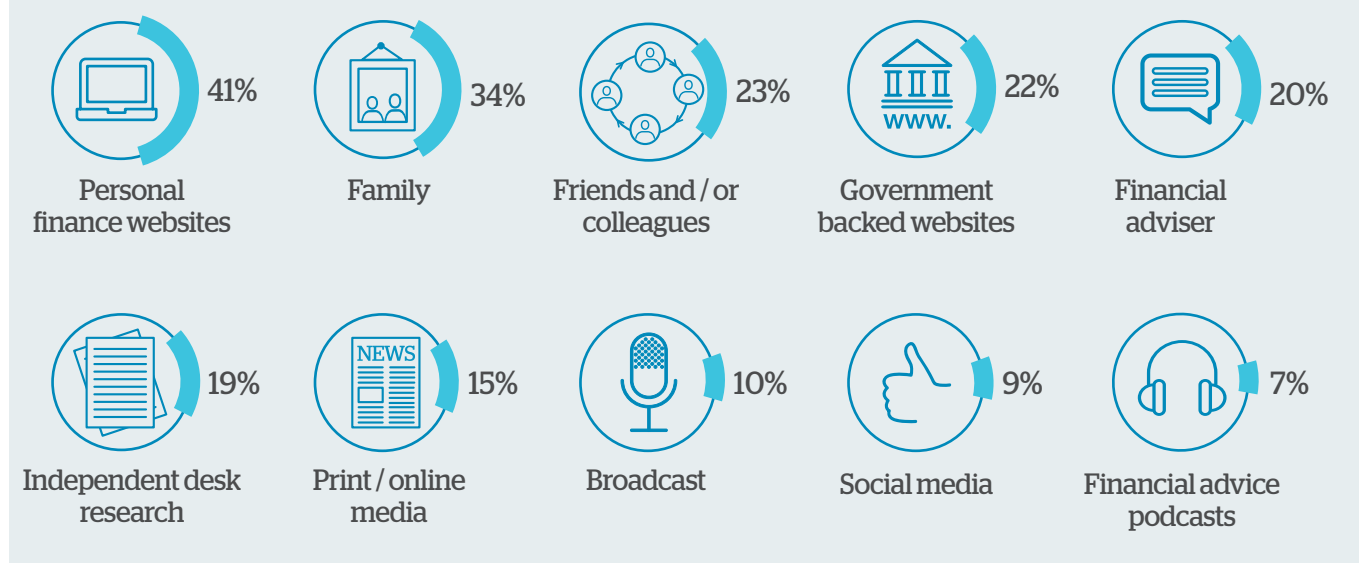 41%
34%
23%
22%
20%
www.
Personal
finance websites
Family
Friends and / or
colleagues
Government
backed websites
Financial
adviser
NEWS
19%
15%
10%
9%
7%
Independent desk
research
Print / online
media
Broadcast
Social media
Financial advice
podcasts